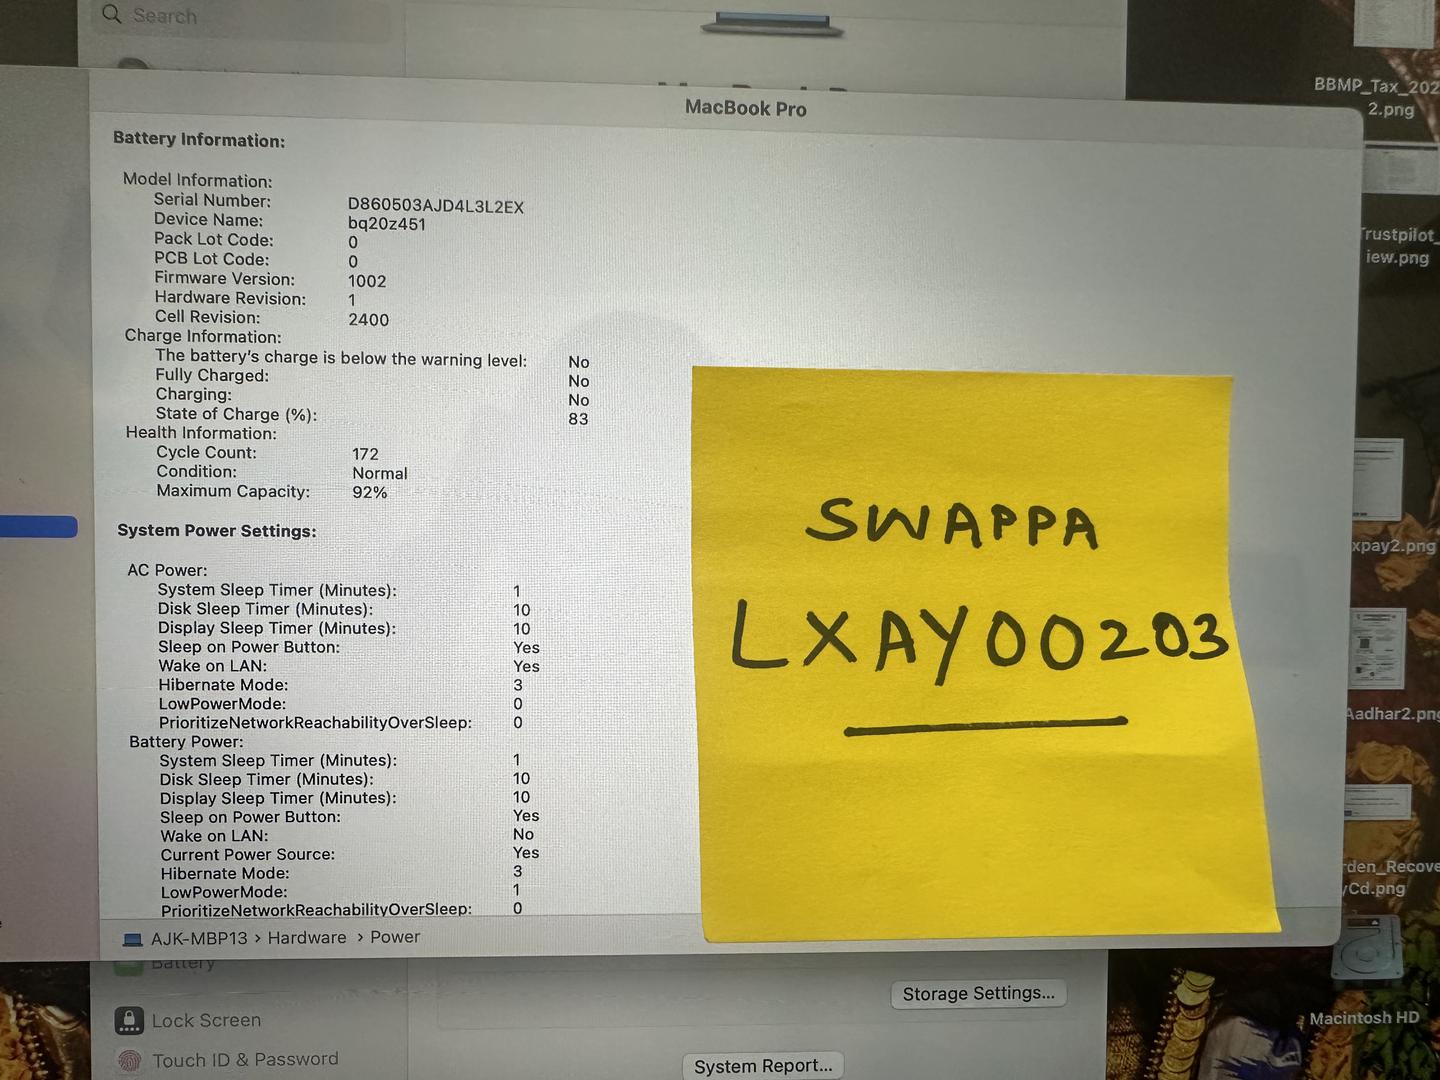 Search
MacBook Pro
Battery Information:
Model Information:
Serial Number: D860503AJD4L3L2EX
Device Name: bq20z451
Pack Lot Code: 0
PCB Lot Code: 0
Firmware Version: 1002
Hardware Revision: 1
Cell Revision: 2400
Charge Information:
The battery's charge is below the warning level: No
Fully Charged: No
Charging: No
State of Charge (%): 83
Health Information:
Cycle Count: 172
Condition: Normal
Maximum Capacity: 92%
System Power Settings:
AC Power:
System Sleep Timer (Minutes): 1
Disk Sleep Timer (Minutes): 10
Display Sleep Timer (Minutes): 10
Sleep on Power Button: Yes
Wake on LAN: Yes
Hibernate Mode: 3
LowPowerMode: 0
PrioritizeNetworkReachabilityOverSleep: 0
Battery Power:
System Sleep Timer (Minutes): 1
Disk Sleep Timer (Minutes): 10
Display Sleep Timer (Minutes): 10
Sleep on Power Button: Yes
Wake on LAN: No
Current Power Source: Yes
Hibernate Mode: 3
LowPowerMode: 1
PrioritizeNetworkReachabilityOverSleep: 0
AJK-MBP13 › Hardware › Power
Battery
Lock Screen
Touch ID & Password
Storage Settings...
System Report...
SWAPPA
LXAY00203
BBMP_Tax_202
2.png
Trustpilot_
iew.png
xpay2.png
Aadhar2.png
rden_Recove
yCd.png
Macintosh HD